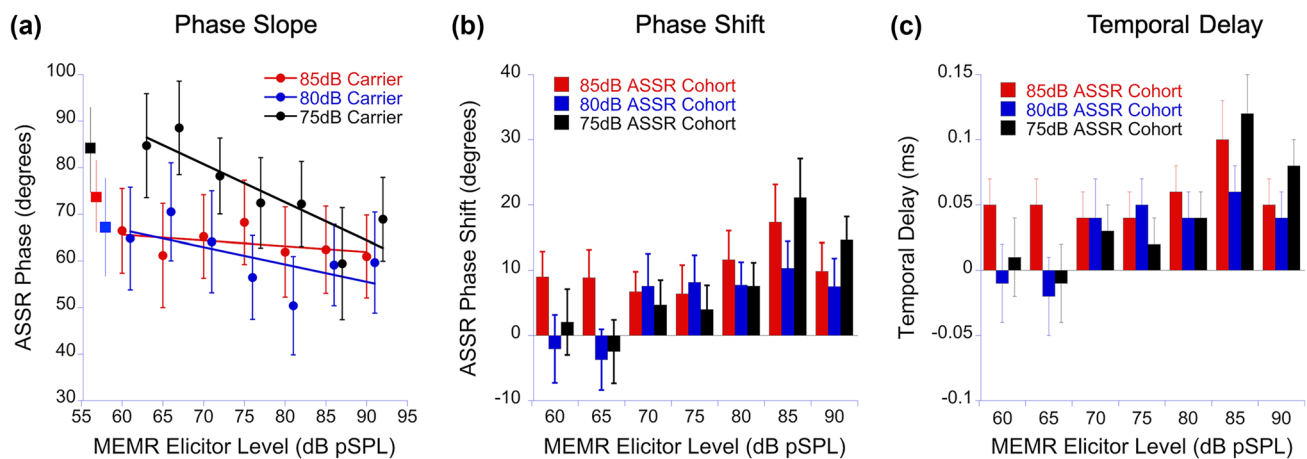 (a) Phase Slope
85dB Carrier
80dB Carrier
75dB Carrier
ASSR Phase (degrees)
100
90
80
70
60
50
40
30
55 60 65 70 75 80 85 90 95
MEMR Elicitor Level (dB pSPL)
(b) Phase Shift
85dB ASSR Cohort
80dB ASSR Cohort
75dB ASSR Cohort
ASSR Phase Shift (degrees)
40
30
20
10
0
-10
60 65 70 75 80 85 90
MEMR Elicitor Level (dB pSPL)
(c) Temporal Delay
85dB ASSR Cohort
80dB ASSR Cohort
75dB ASSR Cohort
Temporal Delay (ms)
0.15
0.1
0.05
0
-0.05
-0.1
60 65 70 75 80 85 90
MEMR Elicitor Level (dB pSPL)